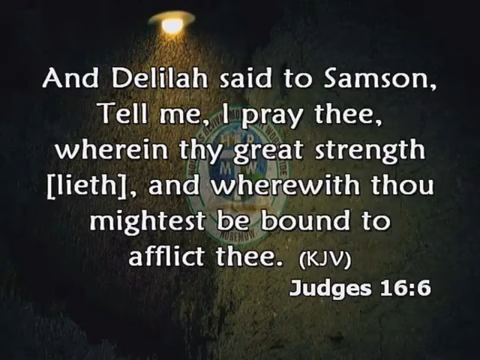 And Delilah said to Samson,
Tell me, I pray thee,
wherein thy great strength
[lieth], and wherewith thou
mightest be bound to
afflict thee. (KJV)
Judges 16:6